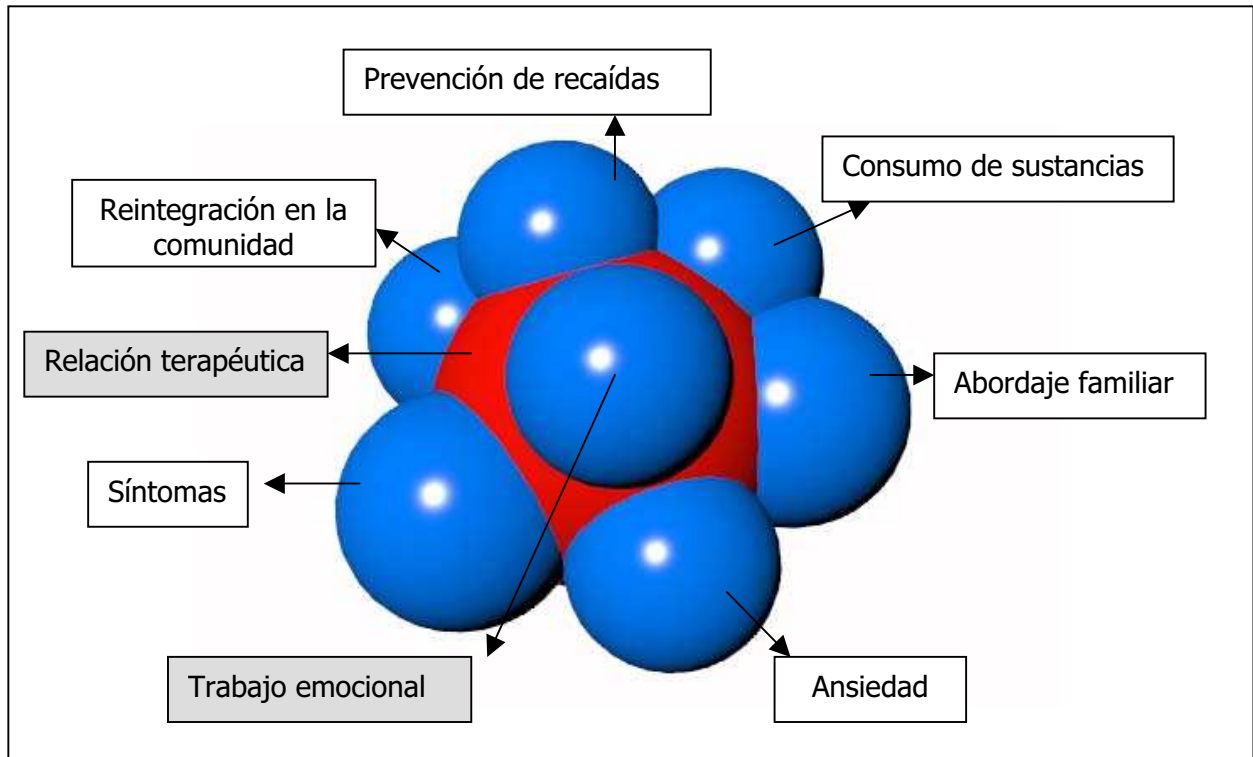 Prevención de recaídas
Consumo de sustancias
Reintegración en la
comunidad
Relación terapéutica
Abordaje familiar
Síntomas
Trabajo emocional
Ansiedad